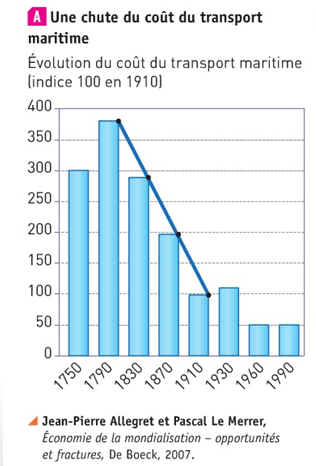 A Une chute du coût du transport
maritime
Évolution du coût du transport maritime
(indice 100 en 1910)
400
350
300
250
200
150
100
50
0
1750 1790 1830 1870 1910 1930 1960 1990
Jean-Pierre Allegret et Pascal Le Merrer,
Économie de la mondialisation – opportunités
et fractures, De Boeck, 2007.